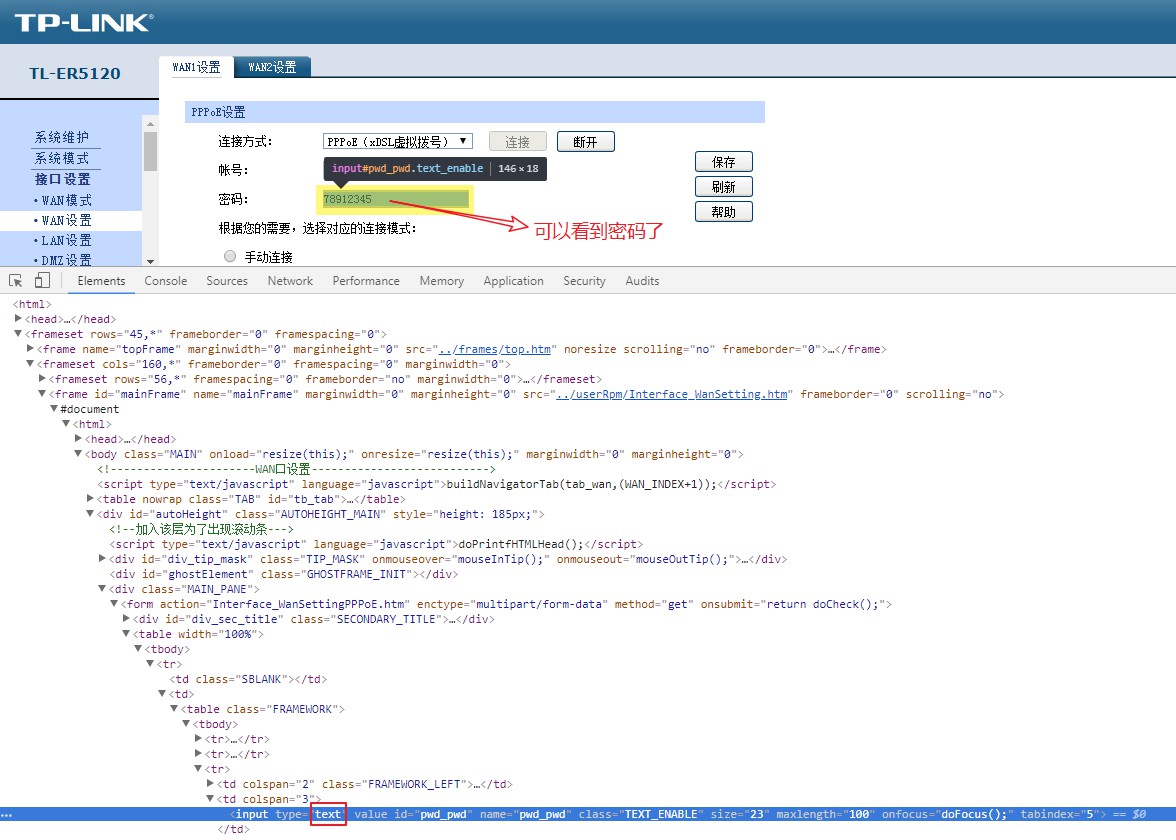 TP-LINK®
TL-ER5120
WAN1设置 WAN2设置
PPPoE设置
系统维护
系统模式
接口设置
·WAN模式
·WAN设置
·LAN设置
·DMZ设置
连接方式: PPPoE(xDSL虚拟拨号) 连接 断开
帐号: input#pwd_pwd.text_enable 146×18
密码: 78912345
根据您的需要,选择对应的连接模式:
手动连接
保存
刷新
帮助
可以看到密码了
Elements Console Sources Network Performance Memory Application Security Audits
<html>
<head>…</head>
<frameset rows="45,*" frameborder="0" framespacing="0">
<frame name="topFrame" marginwidth="0" marginheight="0" src="../frames/top.htm" noresize scrolling="no" frameborder="0">…</frame>
<frameset cols="160,*" frameborder="0" framespacing="0" marginwidth="0">
<frameset rows="56,*" framespacing="0" frameborder="no" marginwidth="0">…</frameset>
<frame id="mainFrame" name="mainFrame" marginwidth="0" marginheight="0" src="../userRpm/Interface_WanSetting.htm" frameborder="0" scrolling="no">
#document
<html>
<head>…</head>
<body class="MAIN" onload="resize(this);" onresize="resize(this);" marginwidth="0" marginheight="0">
<!----------------------WAN口设置--------------------------->
<script type="text/javascript" language="javascript">buildNavigatorTab(tab_wan,(WAN_INDEX+1));</script>
<table nowrap class="TAB" id="tb_tab">…</table>
<div id="autoHeight" class="AUTOHEIGHT_MAIN" style="height: 185px;">
<!--加入该层为了出现滚动条--->
<script type="text/javascript" language="javascript">doPrintfHTMLHead();</script>
<div id="div_tip_mask" class="TIP_MASK" onmouseover="mouseInTip();" onmouseout="mouseOutTip();">…</div>
<div id="ghostElement" class="GHOSTFRAME_INIT"></div>
<div class="MAIN_PANE">
<form action="Interface_WanSettingPPPoE.htm" enctype="multipart/form-data" method="get" onsubmit="return doCheck();">
<div id="div_sec_title" class="SECONDARY_TITLE">…</div>
<table width="100%">
<tbody>
<tr>
<td class="SBLANK"></td>
<td>
<table class="FRAMEWORK">
<tbody>
<tr>…</tr>
<tr>…</tr>
<tr>
<td colspan="2" class="FRAMEWORK_LEFT">…</td>
<td colspan="3">
<input type="text" value id="pwd_pwd" name="pwd_pwd" class="TEXT_ENABLE" size="23" maxlength="100" onfocus="doFocus();" tabindex="5"> == $0
</td>